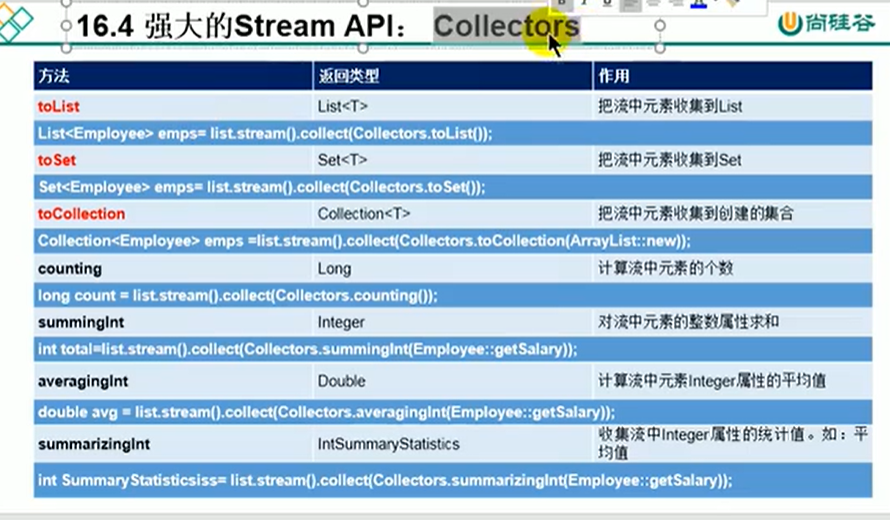 16.4 强大的Stream API： Collectors
尚硅谷
方法 返回类型 作用
toList List<T> 把流中元素收集到List
List<Employee> emps= list.stream().collect(Collectors.toList());
toSet Set<T> 把流中元素收集到Set
Set<Employee> emps= list.stream().collect(Collectors.toSet());
toCollection Collection<T> 把流中元素收集到创建的集合
Collection<Employee> emps =list.stream().collect(Collectors.toCollection(ArrayList::new));
counting Long 计算流中元素的个数
long count = list.stream().collect(Collectors.counting());
summingInt Integer 对流中元素的整数属性求和
int total=list.stream().collect(Collectors.summingInt(Employee::getSalary));
averagingInt Double 计算流中元素Integer属性的平均值
double avg = list.stream().collect(Collectors.averagingInt(Employee::getSalary));
summarizingInt IntSummaryStatistics 收集流中Integer属性的统计值。如：平
均值
int SummaryStatisticsiss= list.stream().collect(Collectors.summarizingInt(Employee::getSalary));